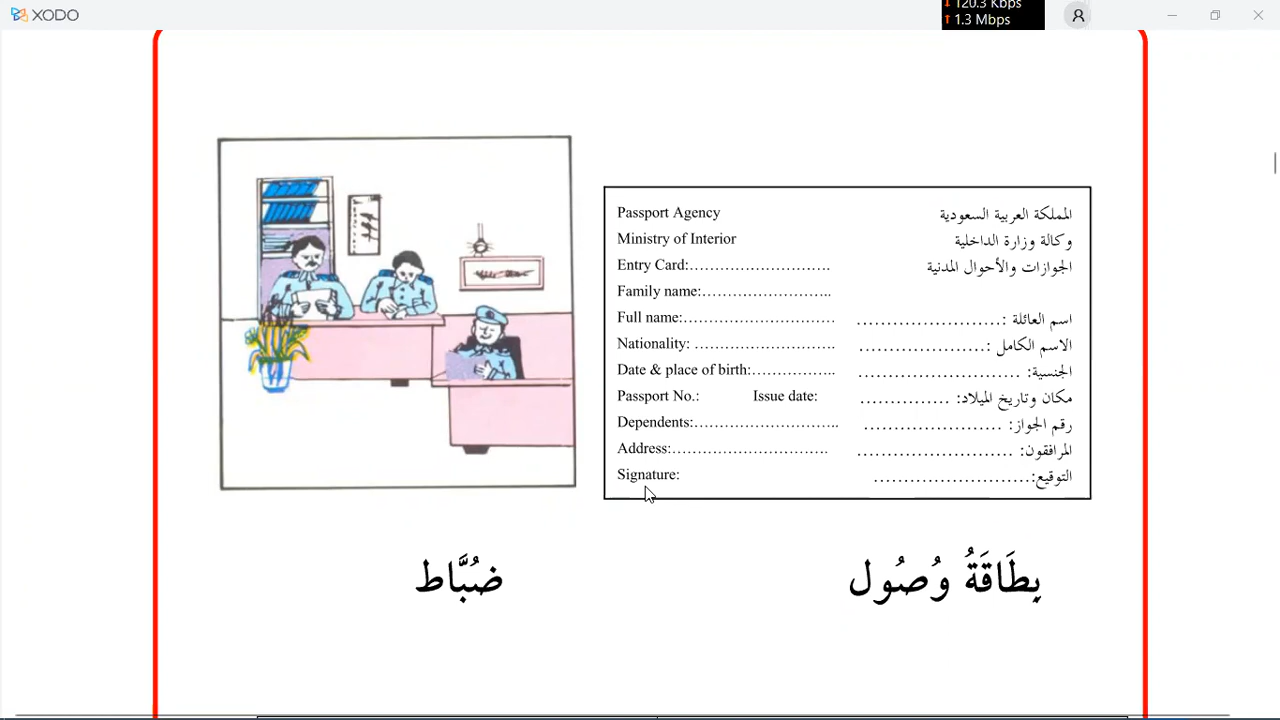 XODO
120.3 Kbps
1.3 Mbps
Passport Agency
Ministry of Interior
Entry Card:……………………….
Family name:……………………..
Full name:…………………………
Nationality: ……………………….
Date & place of birth:……………..
Passport No.: Issue date:
Dependents:………………………..
Address:………………………….
Signature:
المملكة العربية السعودية
وكالة وزارة الداخلية
الجوازات والأحوال المدنية
اسم العائلة :........................
الاسم الكامل :.....................
الجنسية: ...........................
مكان وتاريخ الميلاد: ...............
رقم الجواز: .......................
المرافقون: ..........................
التوقيع:..........................
بِطَاقَةُ وُصُول
ضُبَّاط